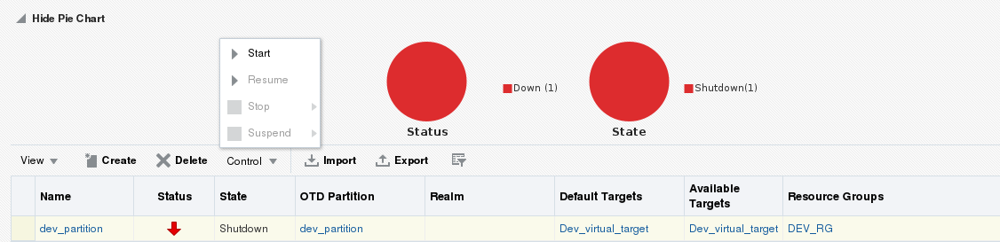 Hide Pie Chart
Start
Resume
Stop
Suspend
Down (1)
Shutdown(1)
Status
State
View
Create
Delete
Control
Import
Export
Name
Status
State
OTD Partition
Realm
Default Targets
Available
Targets
Resource Groups
dev_partition
Shutdown
dev_partition
Dev_virtual_target
Dev_virtual_target
DEV_RG